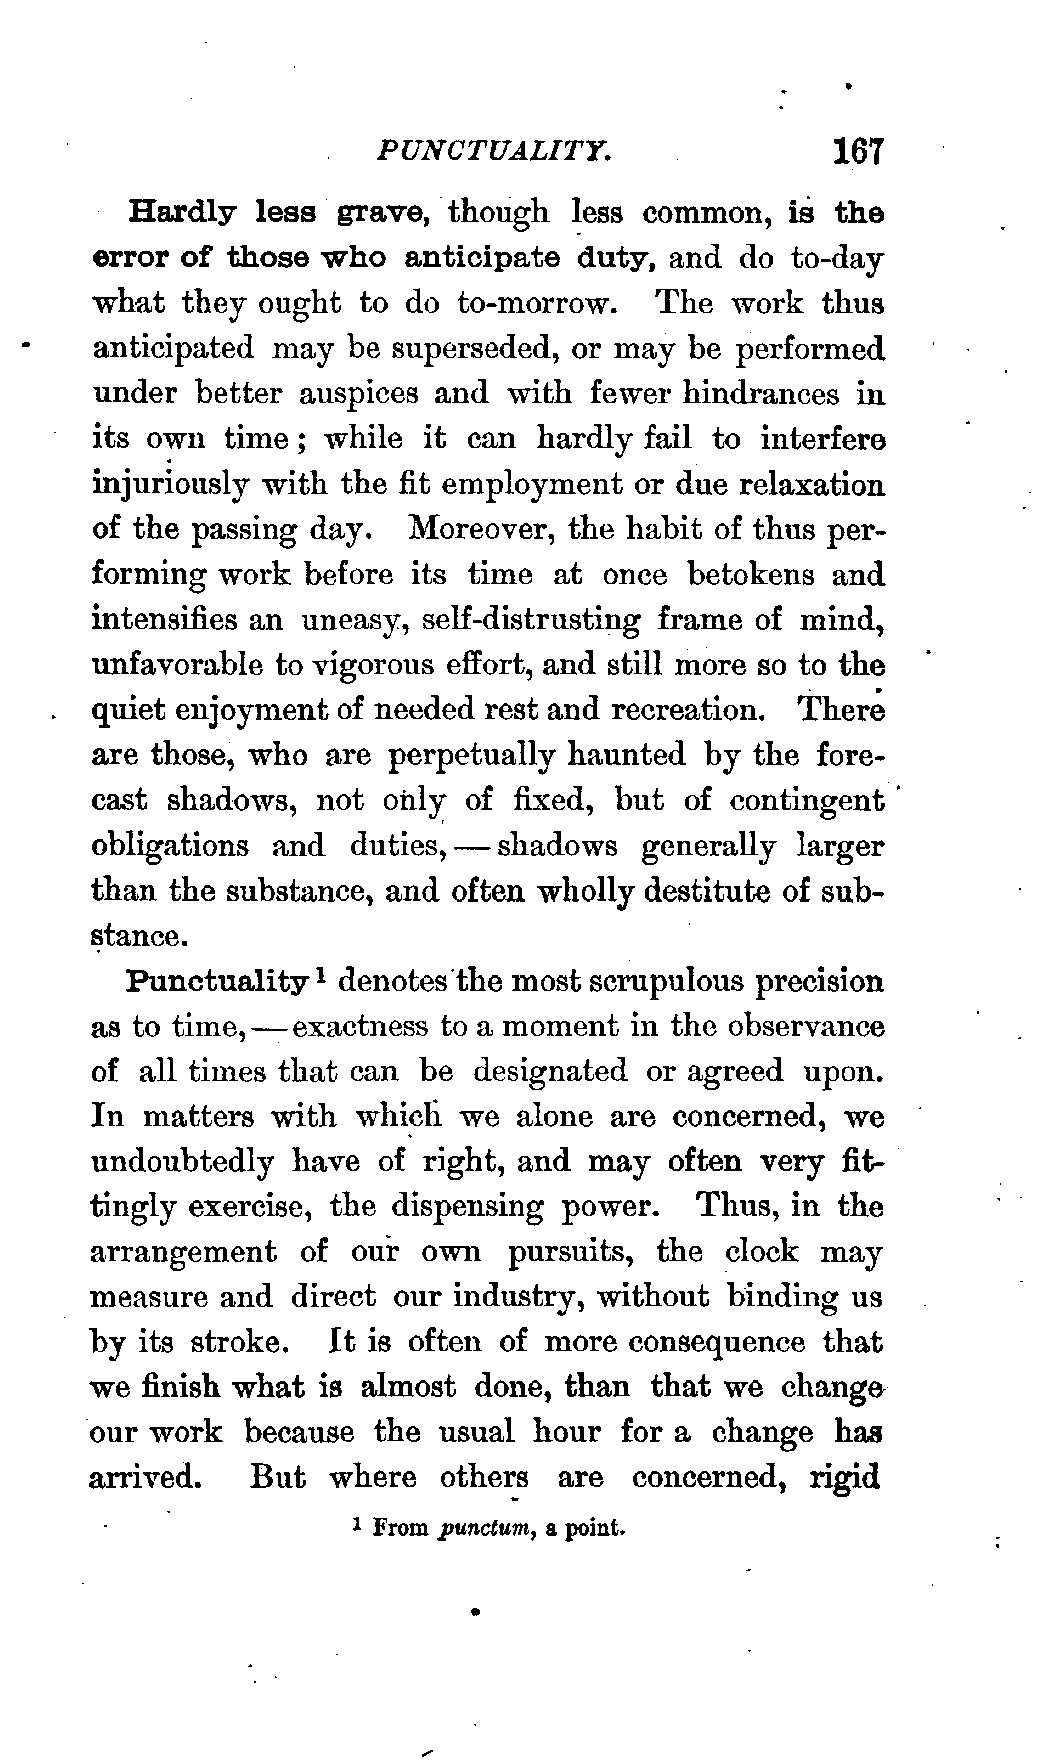 PUNCTUALITY. 167
Hardly less grave, though less common, is the
error of those who anticipate duty, and do to-day
what they ought to do to-morrow. The work thus
anticipated may be superseded, or may be performed
under better auspices and with fewer hindrances in
its own time; while it can hardly fail to interfere
injuriously with the fit employment or due relaxation
of the passing day. Moreover, the habit of thus per-
forming work before its time at once betokens and
intensifies an uneasy, self-distrusting frame of mind,
unfavorable to vigorous effort, and still more so to the
quiet enjoyment of needed rest and recreation. There
are those, who are perpetually haunted by the fore-
cast shadows, not only of fixed, but of contingent
obligations and duties, — shadows generally larger
than the substance, and often wholly destitute of sub-
stance.
Punctuality¹ denotes the most scrupulous precision
as to time, — exactness to a moment in the observance
of all times that can be designated or agreed upon.
In matters with which we alone are concerned, we
undoubtedly have of right, and may often very fit-
tingly exercise, the dispensing power. Thus, in the
arrangement of our own pursuits, the clock may
measure and direct our industry, without binding us
by its stroke. It is often of more consequence that
we finish what is almost done, than that we change
our work because the usual hour for a change has
arrived. But where others are concerned, rigid
¹ From punctum, a point.